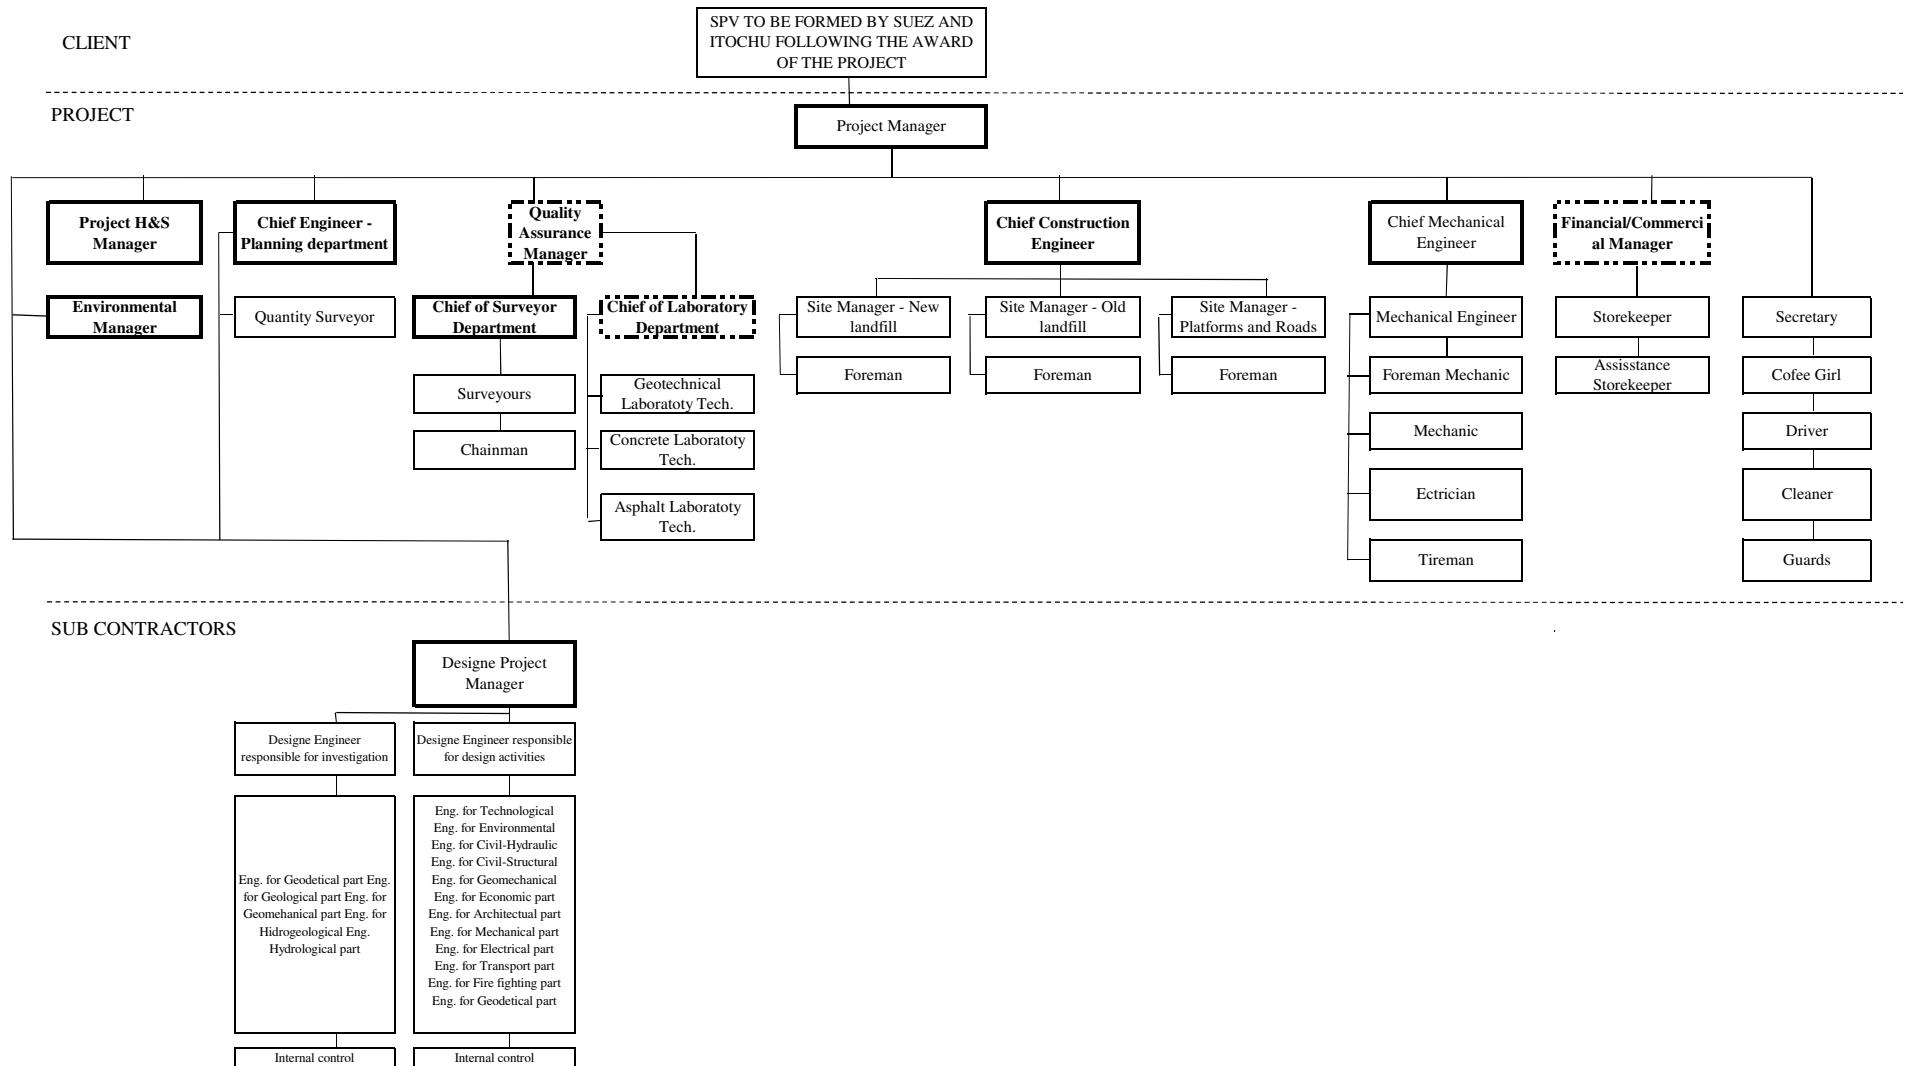 CLIENT
SPV TO BE FORMED BY SUEZ AND
ITOCHU FOLLOWING THE AWARD
OF THE PROJECT
PROJECT
Project Manager
Project H&S
Manager
Chief Engineer -
Planning department
Quality
Assurance
Manager
Chief Construction
Engineer
Chief Mechanical
Engineer
Financial/Commerci
al Manager
Environmental
Manager
Quantity Surveyor
Chief of Surveyor
Department
Chief of Laboratory
Department
Site Manager - New
landfill
Site Manager - Old
landfill
Site Manager -
Platforms and Roads
Mechanical Engineer
Storekeeper
Secretary
Surveyours
Geotechnical
Laboratoty Tech.
Foreman
Foreman
Foreman
Foreman Mechanic
Assisstance
Storekeeper
Cofee Girl
Chainman
Concrete Laboratoty
Tech.
Mechanic
Driver
Asphalt Laboratoty
Tech.
Ectrician
Cleaner
Tireman
Guards
SUB CONTRACTORS
Designe Project
Manager
Designe Engineer
responsible for investigation
Designe Engineer responsible
for design activities
Eng. for Geodetical part Eng.
for Geological part Eng. for
Geomehanical part Eng. for
Hidrogeological Eng.
Hydrological part
Eng. for Technological
Eng. for Environmental
Eng. for Civil-Hydraulic
Eng. for Civil-Structural
Eng. for Geomechanical
Eng. for Economic part
Eng. for Architectual part
Eng. for Mechanical part
Eng. for Electrical part
Eng. for Transport part
Eng. for Fire fighting part
Eng. for Geodetical part
Internal control
Internal control